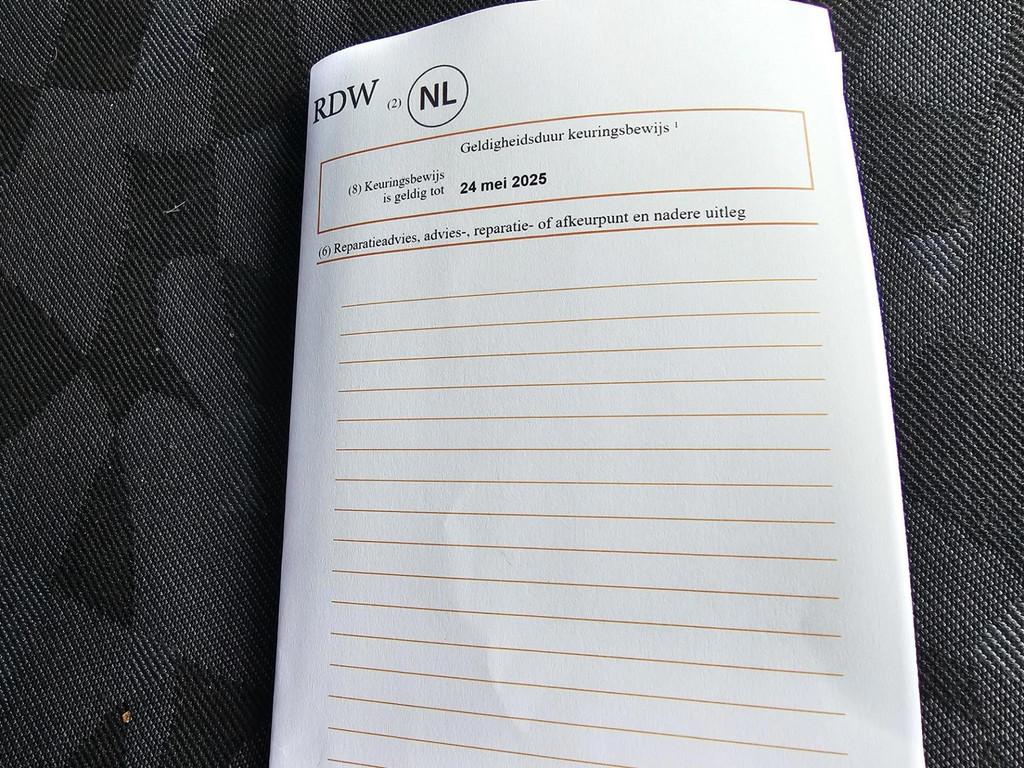 RDW (2) NL
Geldigheidsduur keuringsbewijs 1
(8) Keuringsbewijs
is geldig tot 24 mei 2025
(6) Reparatieadvies, advies-, reparatie- of afkeurpunt en nadere uitleg